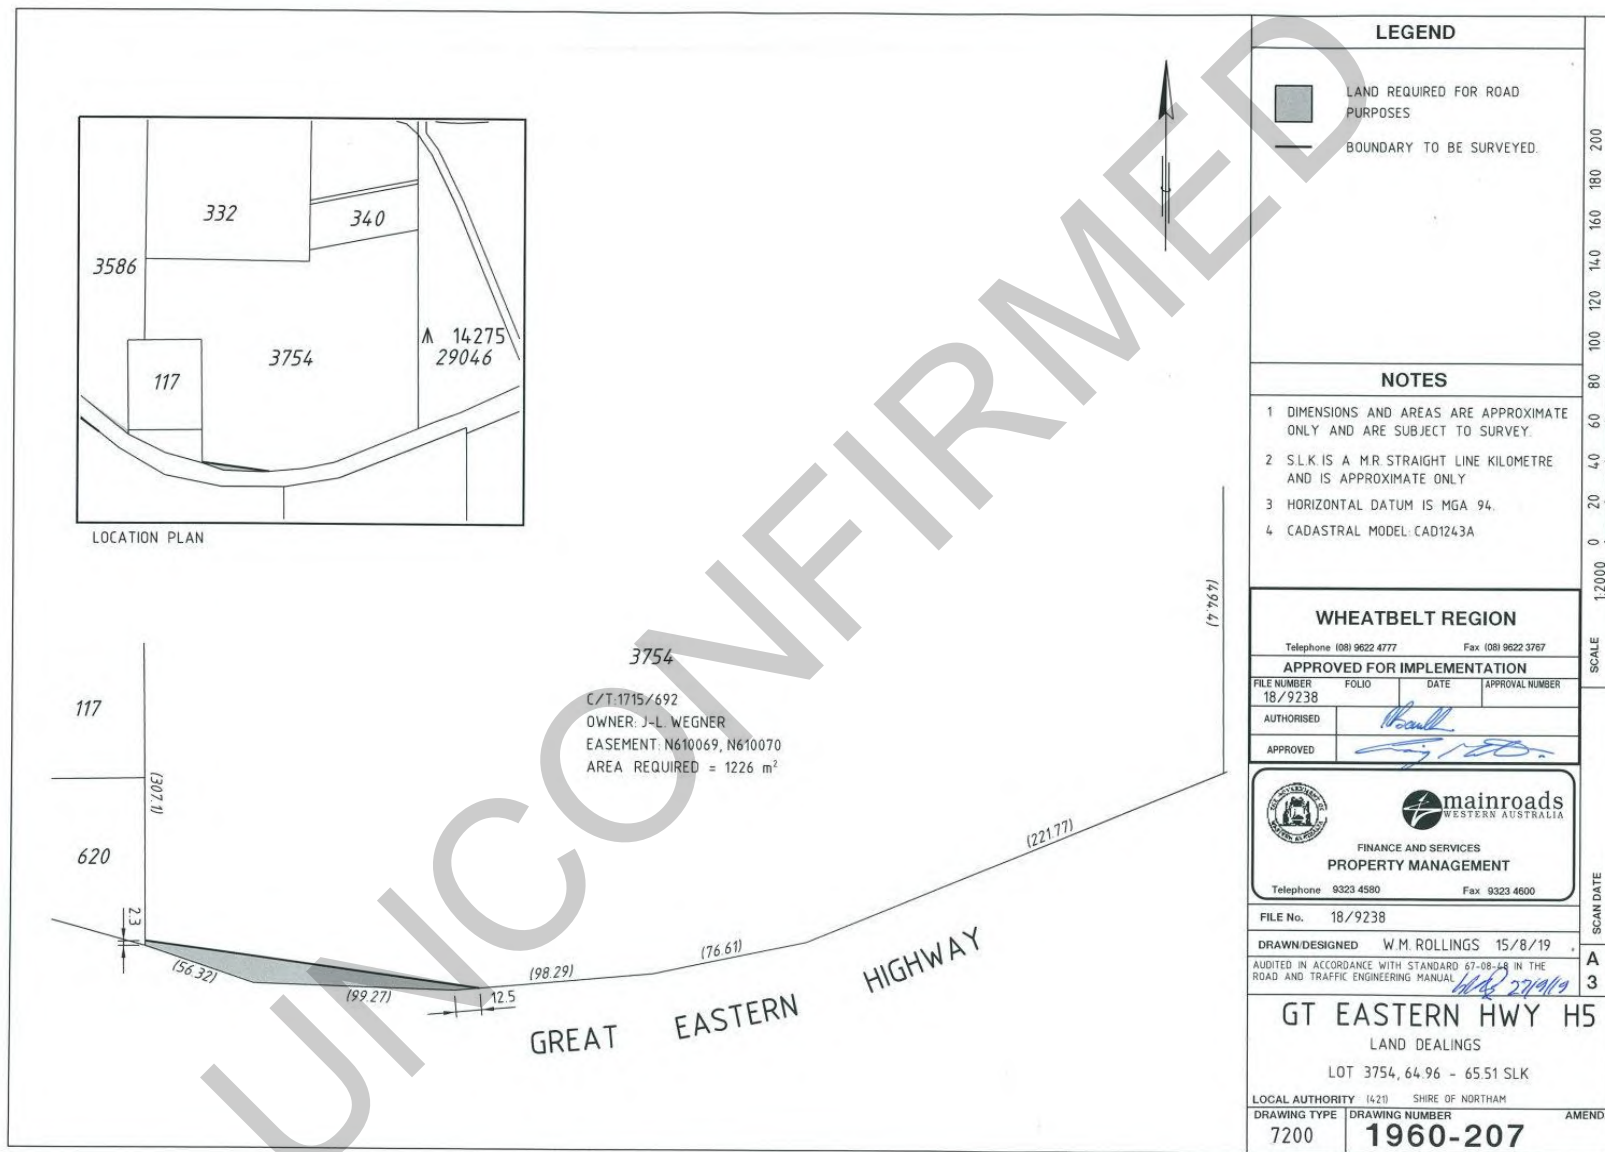 332
340
3586
14275
29046
3754
117
LOCATION PLAN
3754
C/T:1715/692
OWNER: J-L. WEGNER
EASEMENT: N610069, N610070
AREA REQUIRED = 1226 m²
117
620
(307.1)
2.3
(56.32)
(99.27)
12.5
(98.29)
(76.61)
(221.77)
(494.4)
GREAT EASTERN HIGHWAY
UNCONFIRMED
LEGEND
LAND REQUIRED FOR ROAD
PURPOSES
BOUNDARY TO BE SURVEYED.
NOTES
1 DIMENSIONS AND AREAS ARE APPROXIMATE
ONLY AND ARE SUBJECT TO SURVEY.
2 S.L.K. IS A M.R. STRAIGHT LINE KILOMETRE
AND IS APPROXIMATE ONLY
3 HORIZONTAL DATUM IS MGA 94.
4 CADASTRAL MODEL: CAD1243A
WHEATBELT REGION
Telephone (08) 9622 4777 Fax (08) 9622 3767
APPROVED FOR IMPLEMENTATION
FILE NUMBER FOLIO DATE APPROVAL NUMBER
18/9238
AUTHORISED
APPROVED
mainroads
WESTERN AUSTRALIA
FINANCE AND SERVICES
PROPERTY MANAGEMENT
Telephone 9323 4580 Fax 9323 4600
FILE No. 18/9238
DRAWN/DESIGNED W.M. ROLLINGS 15/8/19
AUDITED IN ACCORDANCE WITH STANDARD 67-08-48 IN THE
ROAD AND TRAFFIC ENGINEERING MANUAL
GT EASTERN HWY H5
LAND DEALINGS
LOT 3754, 64.96 - 65.51 SLK
LOCAL AUTHORITY (421) SHIRE OF NORTHAM
DRAWING TYPE DRAWING NUMBER AMEND
7200 1960-207
SCALE 1:2000 0 20 40 60 80 100 120 140 160 180 200
SCAN DATE
A
3